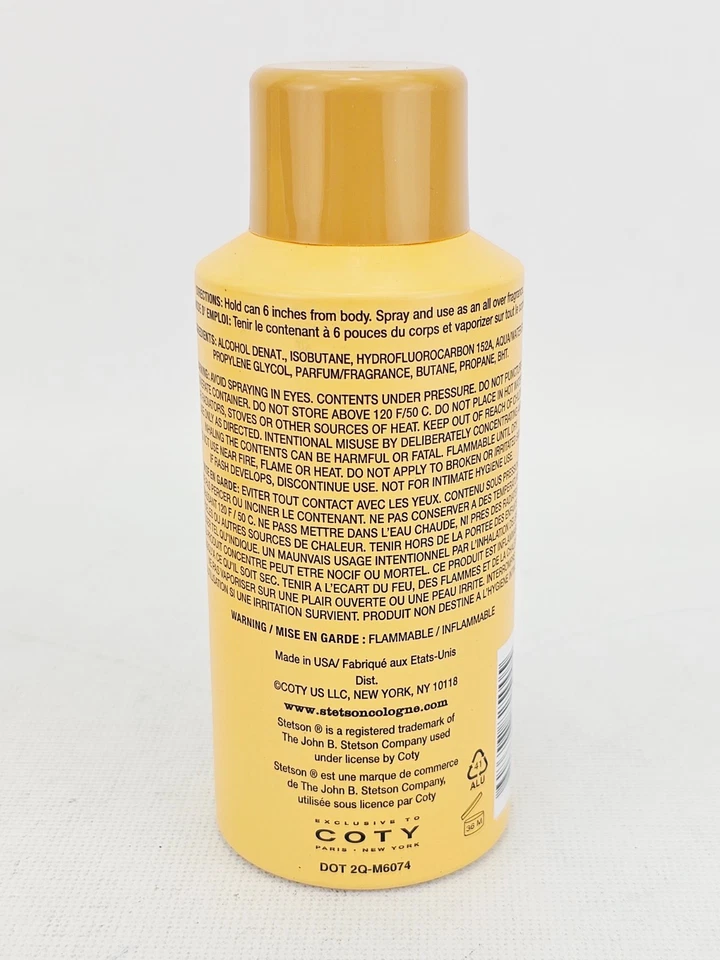 DIRECTIONS: Hold can 6 inches from body. Spray and use as an all over fragrance
D'EMPLOI: Tenir le contenant à 6 pouces du corps et vaporiser sur tout le
ALCOHOL DENAT., ISOBUTANE, HYDROFLUOROCARBON 152A, AQUA/WATER
PROPYLENE GLYCOL, PARFUM/FRAGRANCE, BUTANE, PROPANE, BHT.
AVOID SPRAYING IN EYES. CONTENTS UNDER PRESSURE. DO NOT
CONTAINER. DO NOT STORE ABOVE 120 F/50 C. DO NOT PLACE IN HOT
STOVES OR OTHER SOURCES OF HEAT. KEEP OUT OF REACH OF
ONLY AS DIRECTED. INTENTIONAL MISUSE BY DELIBERATELY CONCENTRATING
INHALING THE CONTENTS CAN BE HARMFUL OR FATAL. FLAMMABLE UNTIL
USE NEAR FIRE, FLAME OR HEAT. DO NOT APPLY TO BROKEN OR IRRITATED
IF RASH DEVELOPS, DISCONTINUE USE. NOT FOR INTIMATE HYGIENE USE.
EN GARDE: EVITER TOUT CONTACT AVEC LES YEUX. CONTENU SOUS
PERCER OU INCINER LE CONTENANT. NE PAS CONSERVER A DES
120 F / 50 C. NE PASS METTRE DANS L'EAU CHAUDE, NI PRES DES
OU AUTRES SOURCES DE CHALEUR. TENIR HORS DE LA PORTEE DES
QU'INDIQUE. UN MAUVAIS USAGE INTENTIONNEL PAR L'INHALATION
CONCENTRE PEUT ETRE NOCIF OU MORTEL. CE PRODUIT EST
CE QU'IL SOIT SEC. TENIR A L'ECART DU FEU, DES FLAMMES ET DE LA
PAS VAPORISER SUR UNE PLAIR OUVERTE OU UNE PEAU IRRITE.
SI UNE IRRITATION SURVIENT. PRODUIT NON DESTINE A L'HYGIENE
WARNING / MISE EN GARDE : FLAMMABLE / INFLAMMABLE
Made in USA/ Fabriqué aux Etats-Unis
Dist.
©COTY US LLC, NEW YORK, NY 10118
www.stetsoncologne.com
Stetson ® is a registered trademark of
The John B. Stetson Company used
under license by Coty
Stetson ® est une marque de commerce
de The John B. Stetson Company,
utilisée sous licence par Coty
41
ALU
36 M
EXCLUSIVE TO
COTY
PARIS · NEW YORK
DOT 2Q-M6074